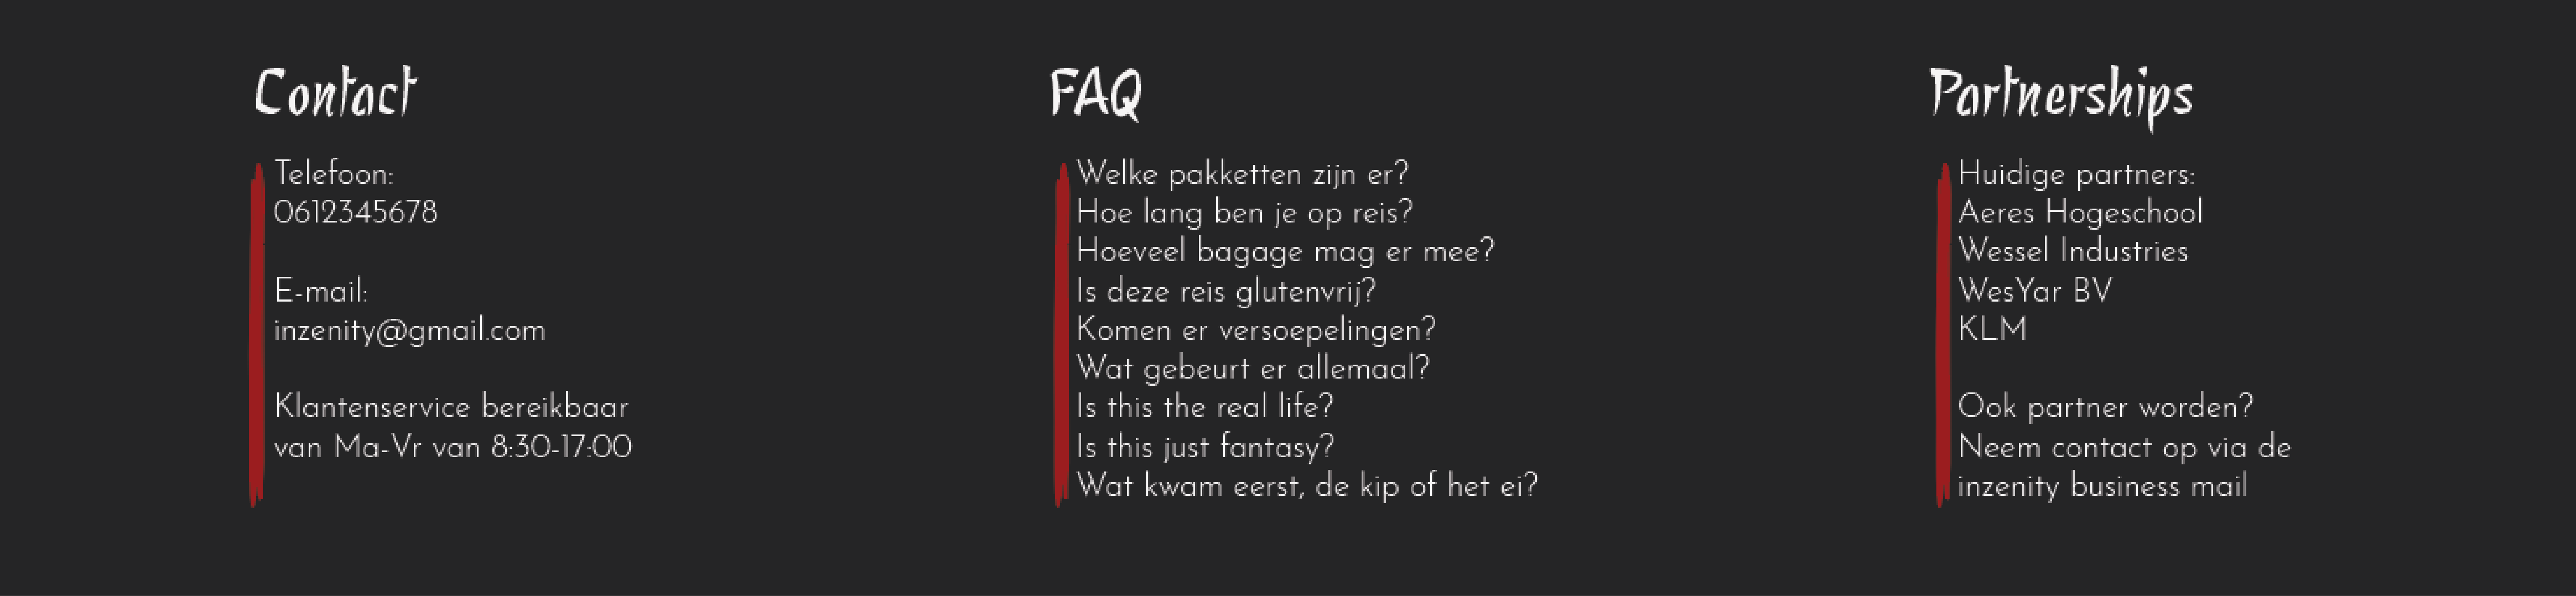 Contact
Telefoon:
0612345678
E-mail:
inzenity@gmail.com
Klantenservice bereikbaar
van Ma-Vr van 8:30-17:00
FAQ
Welke pakketten zijn er?
Hoe lang ben je op reis?
Hoeveel bagage mag er mee?
Is deze reis glutenvrij?
Komen er versoepelingen?
Wat gebeurt er allemaal?
Is this the real life?
Is this just fantasy?
Wat kwam eerst, de kip of het ei?
Partnerships
Huidige partners:
Aeres Hogeschool
Wessel Industries
WesYar BV
KLM
Ook partner worden?
Neem contact op via de
inzenity business mail